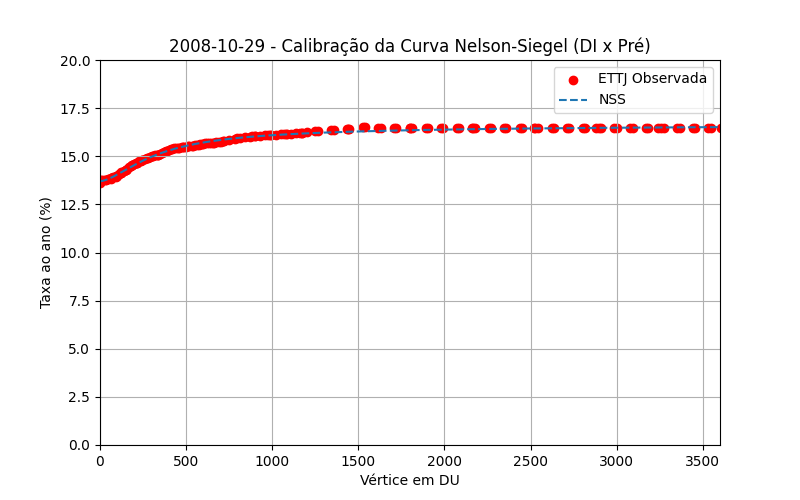 2008-10-29 - Calibração da Curva Nelson-Siegel (DI x Pré)
ETTJ Observada
NSS
Taxa ao ano (%)
20.0
17.5
15.0
12.5
10.0
7.5
5.0
2.5
0.0
0 500 1000 1500 2000 2500 3000 3500
Vértice em DU